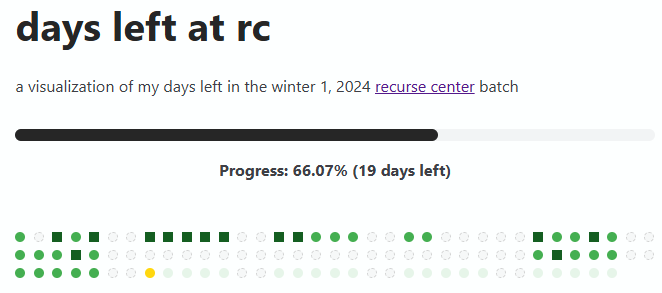 days left at rc
a visualization of my days left in the winter 1, 2024 recurse center batch
Progress: 66.07% (19 days left)